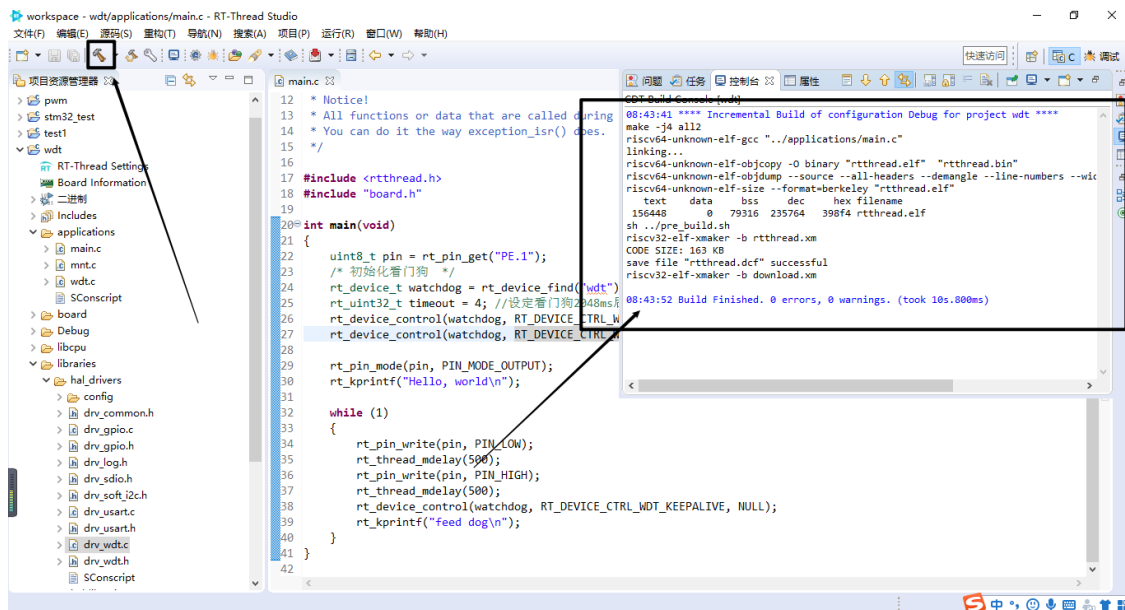 workspace - wdt/applications/main.c - RT-Thread Studio
文件(F) 编辑(E) 源码(S) 重构(T) 导航(N) 搜索(A) 项目(P) 运行(R) 窗口(W) 帮助(H)
快速访问
C
调试
项目资源管理器
pwm
stm32_test
test1
wdt
RT-Thread Settings
Board Information
二进制
Includes
applications
main.c
mnt.c
wdt.c
SConscript
board
Debug
libcpu
libraries
hal_drivers
config
drv_common.h
drv_gpio.c
drv_gpio.h
drv_log.h
drv_sdio.h
drv_soft_i2c.h
drv_usart.c
drv_usart.h
drv_wdt.c
drv_wdt.h
SConscript
main.c
12 * Notice!
13 * All functions or data that are called during
14 * You can do it the way exception_isr() does.
15 */
16
17 #include <rtthread.h>
18 #include "board.h"
19
20 int main(void)
21 {
22 uint8_t pin = rt_pin_get("PE.1");
23 /* 初始化看门狗 */
24 rt_device_t watchdog = rt_device_find("wdt")
25 rt_uint32_t timeout = 4; //设定看门狗2048ms
26 rt_device_control(watchdog, RT_DEVICE_CTRL_W
27 rt_device_control(watchdog, RT_DEVICE_CTRL_W
28
29 rt_pin_mode(pin, PIN_MODE_OUTPUT);
30 rt_kprintf("Hello, world\n");
31
32 while (1)
33 {
34 rt_pin_write(pin, PIN_LOW);
35 rt_thread_mdelay(500);
36 rt_pin_write(pin, PIN_HIGH);
37 rt_thread_mdelay(500);
38 rt_device_control(watchdog, RT_DEVICE_CTRL_WDT_KEEPALIVE, NULL);
39 rt_kprintf("feed dog\n");
40 }
41 }
42
问题 任务 控制台 属性
CDT Build Console [wdt]
08:43:41 **** Incremental Build of configuration Debug for project wdt ****
make -j4 all2
riscv64-unknown-elf-gcc "../applications/main.c"
linking...
riscv64-unknown-elf-objcopy -O binary "rtthread.elf" "rtthread.bin"
riscv64-unknown-elf-objdump --source --all-headers --demangle --line-numbers --wid
riscv64-unknown-elf-size --format=berkeley "rtthread.elf"
text data bss dec hex filename
156448 0 79316 235764 398f4 rtthread.elf
sh ../pre_build.sh
riscv32-elf-xmaker -b rtthread.xm
CODE SIZE: 163 KB
save file "rtthread.dcf" successful
riscv32-elf-xmaker -b download.xm
08:43:52 Build Finished. 0 errors, 0 warnings. (took 10s.800ms)
中